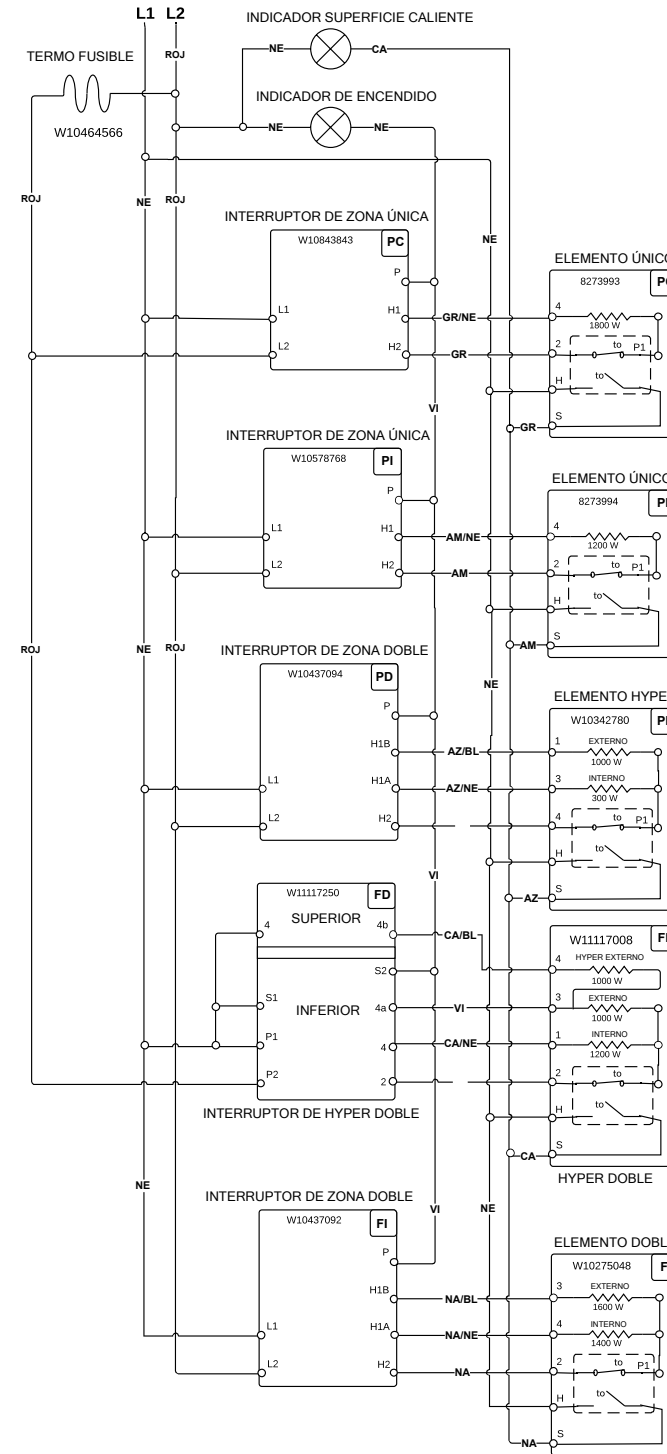 L1 L2
INDICADOR SUPERFICIE CALIENTE
NE CA
ROJ
TERMO FUSIBLE
W10464566
INDICADOR DE ENCENDIDO
NE NE
ROJ NE ROJ
INTERRUPTOR DE ZONA ÚNICA
W10843843 PC
P
L1 H1 GR/NE
L2 H2 GR
NE
ELEMENTO ÚNICO
8273993
4
1800 W
2 to P1
H to
S
GR
VI
INTERRUPTOR DE ZONA ÚNICA
W10578768 PI
P
L1 H1 AM/NE
L2 H2 AM
ELEMENTO ÚNICO
8273994
4
1200 W
2 to P1
H to
S
AM
ROJ NE ROJ
NE
INTERRUPTOR DE ZONA DOBLE
W10437094 PD
P
H1B AZ/BL
L1 H1A AZ/NE
L2 H2
ELEMENTO HYPE
W10342780
1 EXTERNO
1000 W
3 INTERNO
300 W
4 to P1
H to
S
AZ
VI
W11117250 FD
SUPERIOR
4 4b CA/BL
S2
S1 INFERIOR 4a VI
P1 4 CA/NE
P2 2
INTERRUPTOR DE HYPER DOBLE
W11117008
4 HYPER EXTERNO
1000 W
3 EXTERNO
1000 W
1 INTERNO
1200 W
2 to
H to
S
CA
HYPER DOBLE
NE VI NE
INTERRUPTOR DE ZONA DOBLE
W10437092 FI
P
H1B NA/BL
L1 H1A NA/NE
L2 H2 NA
ELEMENTO DOBL
W10275048
3 EXTERNO
1600 W
4 INTERNO
1400 W
2 to P1
H to
S
NA